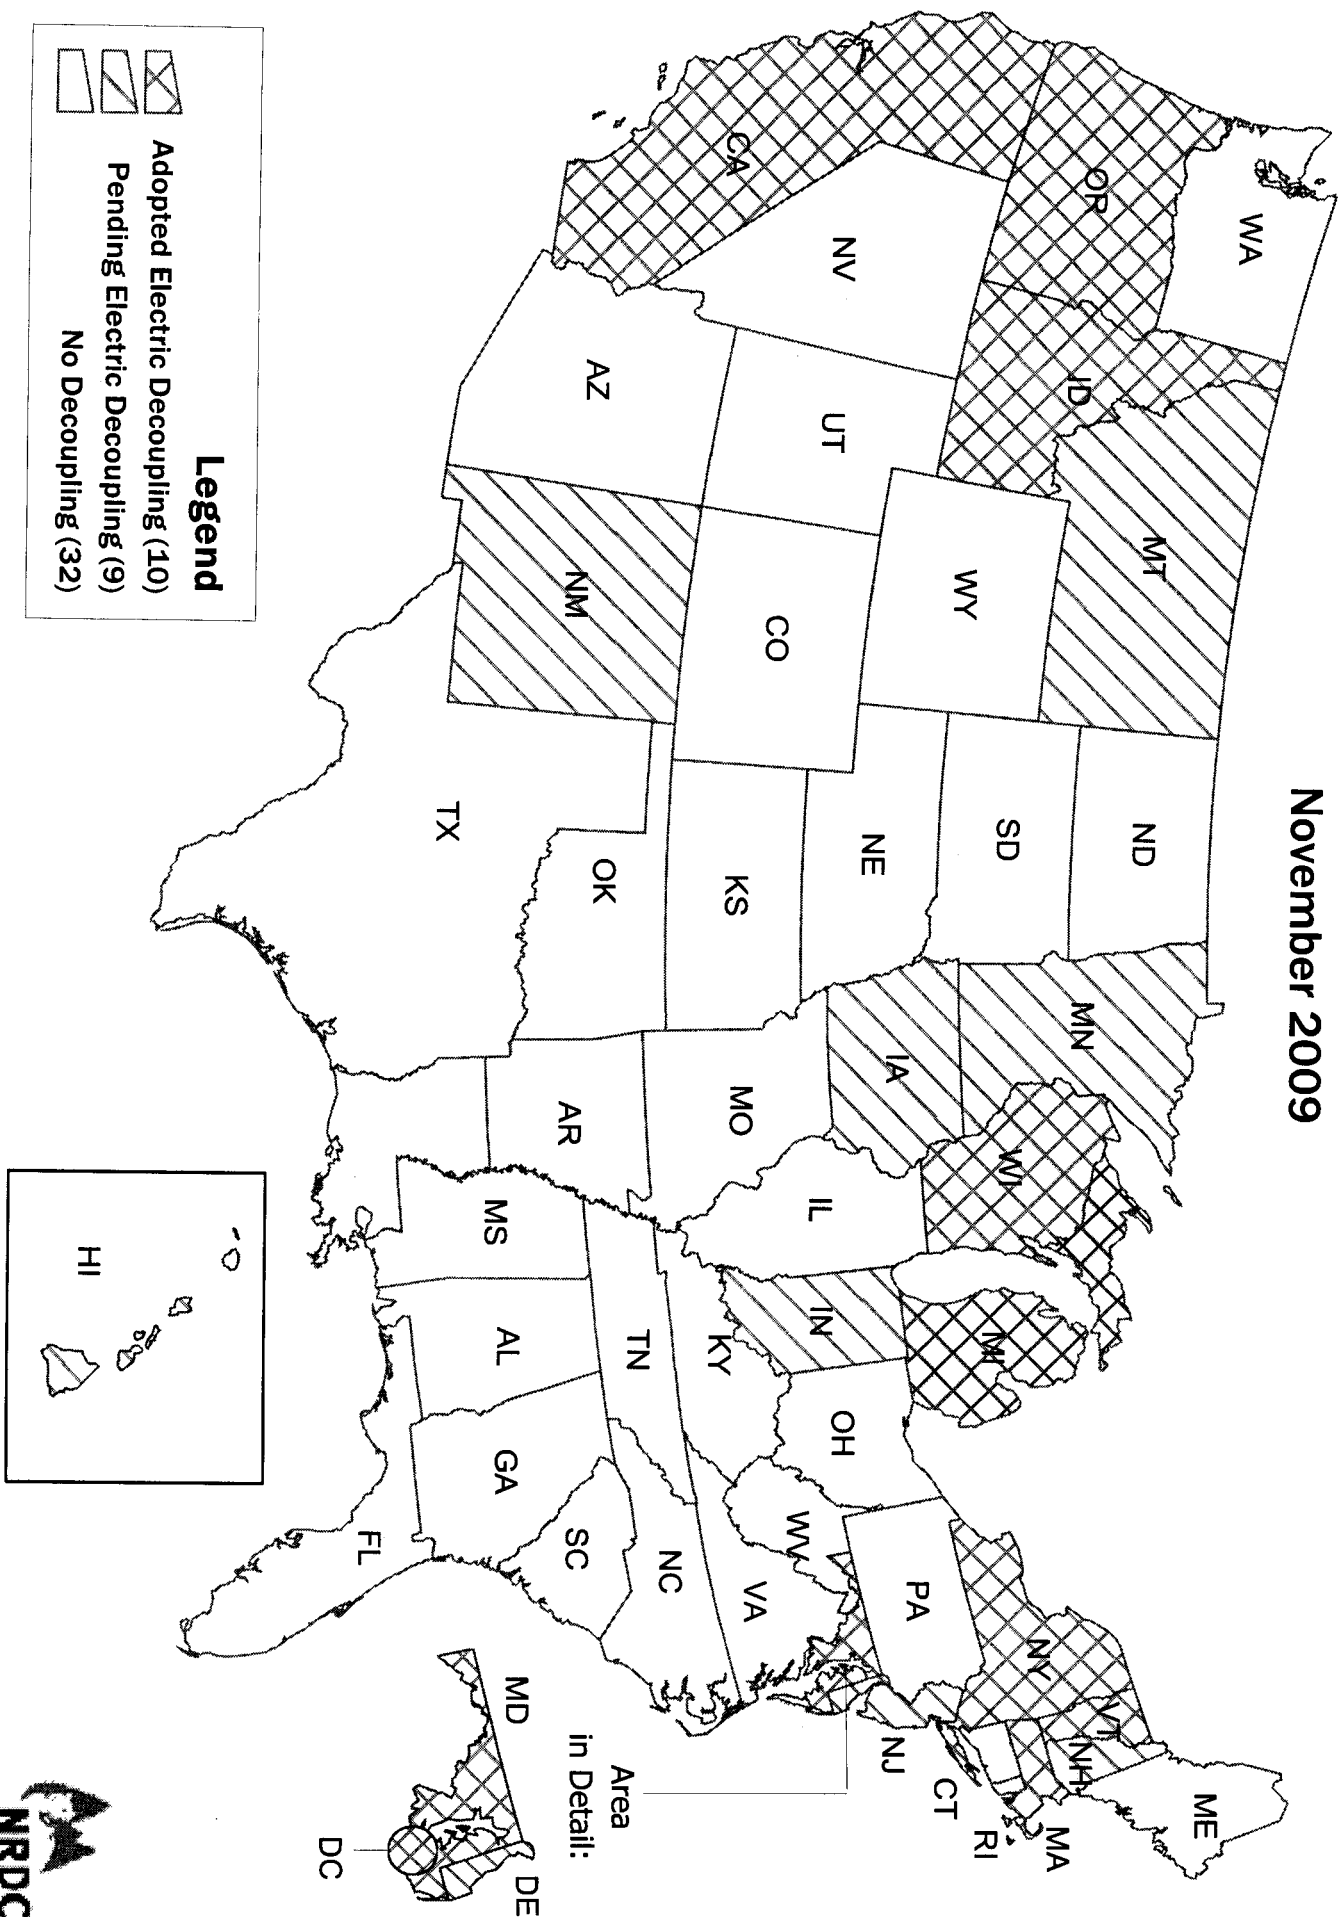 November 2009
WA
OR
CA
NV
ID
MT
UT
AZ
WY
CO
NM
ND
SD
NE
KS
OK
TX
MN
IA
MO
AR
WI
IL
MI
IN
KY
TN
MS
AL
GA
FL
OH
WV
VA
NC
SC
PA
NY
VT
NH
ME
MA
RI
CT
NJ
Area
in Detail:
MD
DE
DC
HI
Legend
Adopted Electric Decoupling (10)
Pending Electric Decoupling (9)
No Decoupling (32)
NRDC